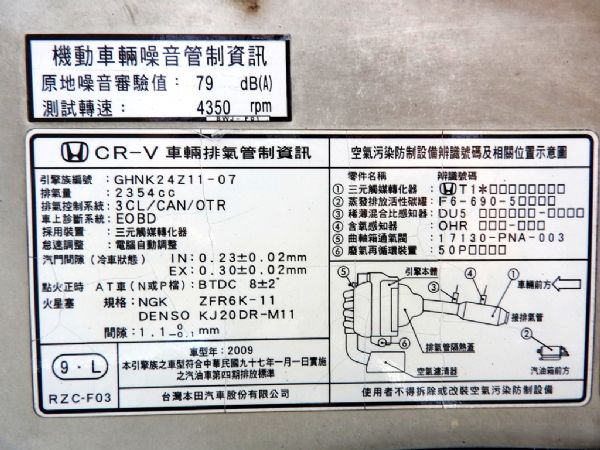 機動車輛噪音管制資訊
原地噪音審驗值： 79 dB(A)
測試轉速： 4350 rpm
CR-V 車輛排氣管制資訊
引擎族編號：GHNK24Z11-07
排氣量：2354cc
排氣控制系統：3CL/CAN/OTR
車上診斷系統：EOBD
採用裝置：三元觸媒轉化器
怠速調整：電腦自動調整
汽門間隙（冷車狀態） IN：0.23±0.02mm
EX：0.30±0.02mm
點火正時 AT車（N或P檔）：BTDC 8±2°
火星塞 規格：NGK ZFR6K-11
DENSO KJ20DR-M11
間隙：1.1 -0.1 0 mm
9・L
RZC-F03
車型年：2009
本引擎族之車型符合中華民國九十七年一月一日實施
之汽油車第四期排放標準
台灣本田汽車股份有限公司
空氣污染防制設備辨識號碼及相關位置示意圖
零件名稱 辨識號碼
①三元觸媒轉化器：T1*□□□□□□□□
②蒸發排放活性碳罐：F6-690-5□□□□
③稀薄混合比感知器：DU5 □□□□□-□□□□
④含氧感知器：OHR □□□-□□□□
⑤曲軸箱通氣閥：17130-PNA-003
⑥廢氣再循環裝置：50P□□□□□
引擎本體
⑤
④
③
①
車輛前方
接排氣管
②
引擎隔熱蓋
⑥
空氣濾清器
汽油箱前方
使用者不得拆除或改裝空氣污染防制設備